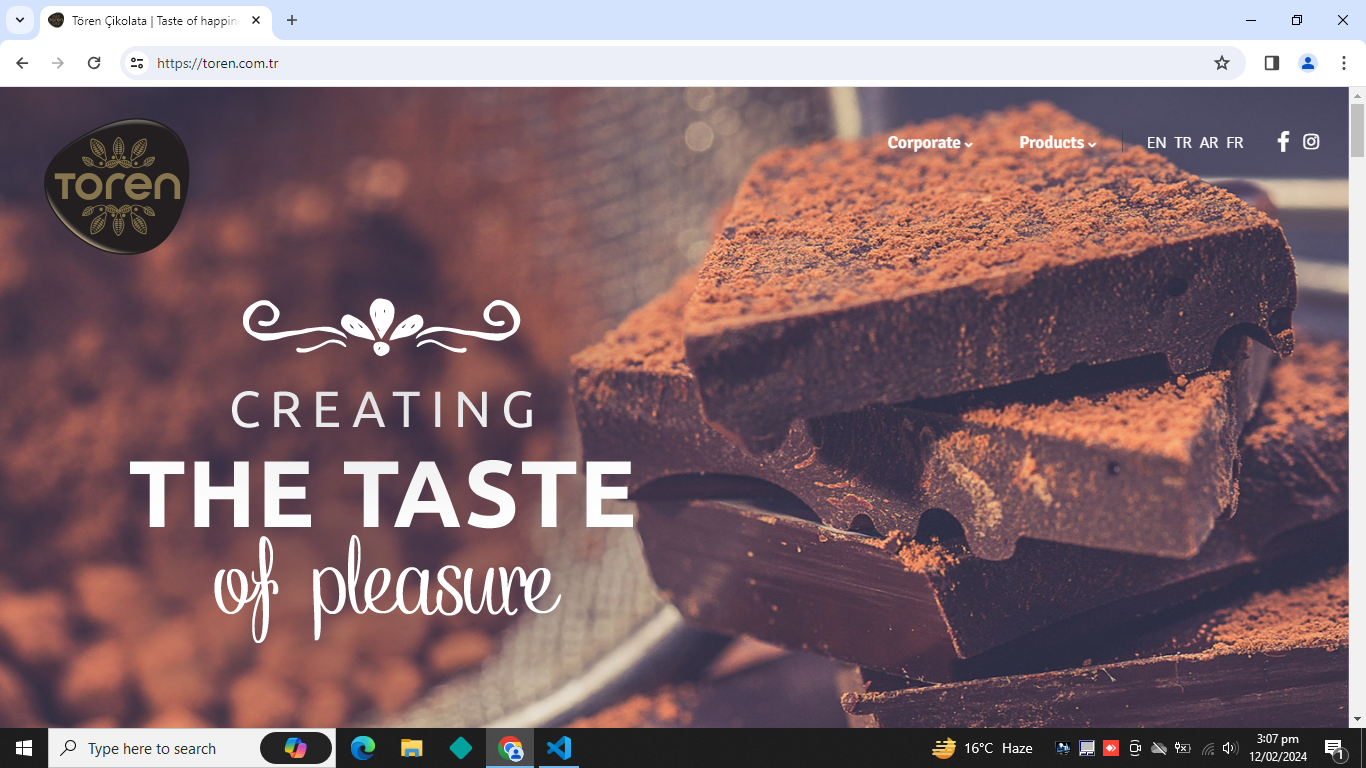 Tören Çikolata | Taste of happin
https://toren.com.tr
TOREN
Corporate
Products
EN TR AR FR
CREATING
THE TASTE
of pleasure
Type here to search
16°C Haze
3:07 pm
12/02/2024
1